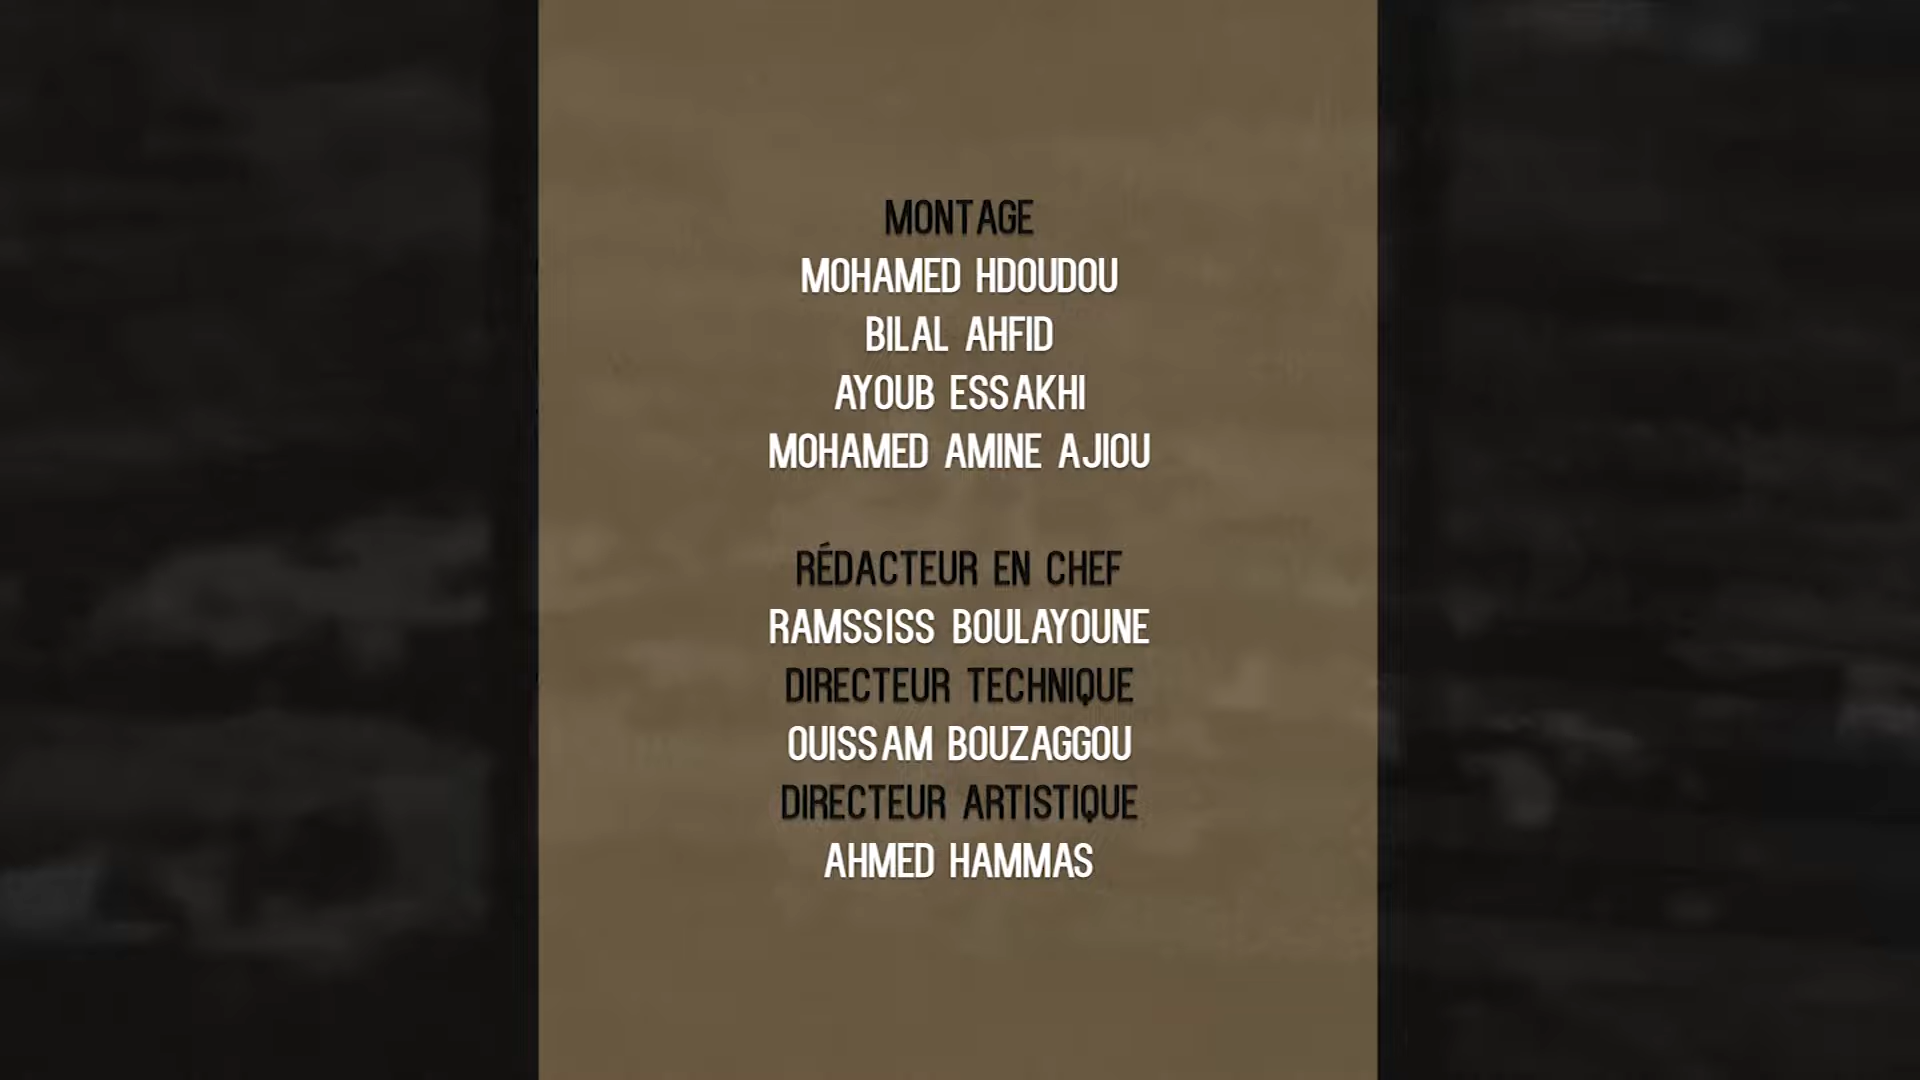 MONTAGE
MOHAMED HDOUDOU
BILAL AHFID
AYOUB ESSAKHI
MOHAMED AMINE AJIOU
RÉDACTEUR EN CHEF
RAMSSISS BOULAYOUNE
DIRECTEUR TECHNIQUE
OUISSAM BOUZAGGOU
DIRECTEUR ARTISTIQUE
AHMED HAMMAS